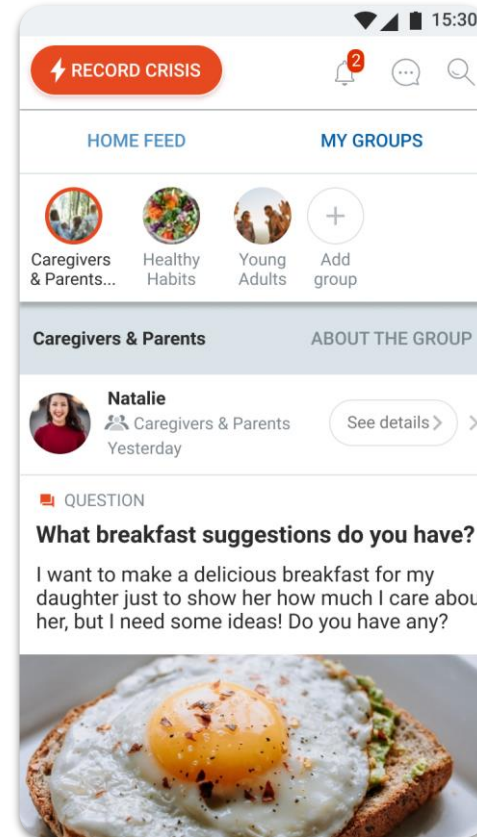 15:30
RECORD CRISIS
2
HOME FEED
MY GROUPS
Caregivers
& Parents...
Healthy
Habits
Young
Adults
Add
group
Caregivers & Parents
ABOUT THE GROUP
Natalie
Caregivers & Parents
Yesterday
See details
QUESTION
What breakfast suggestions do you have?
I want to make a delicious breakfast for my
daughter just to show her how much I care abou
her, but I need some ideas! Do you have any?